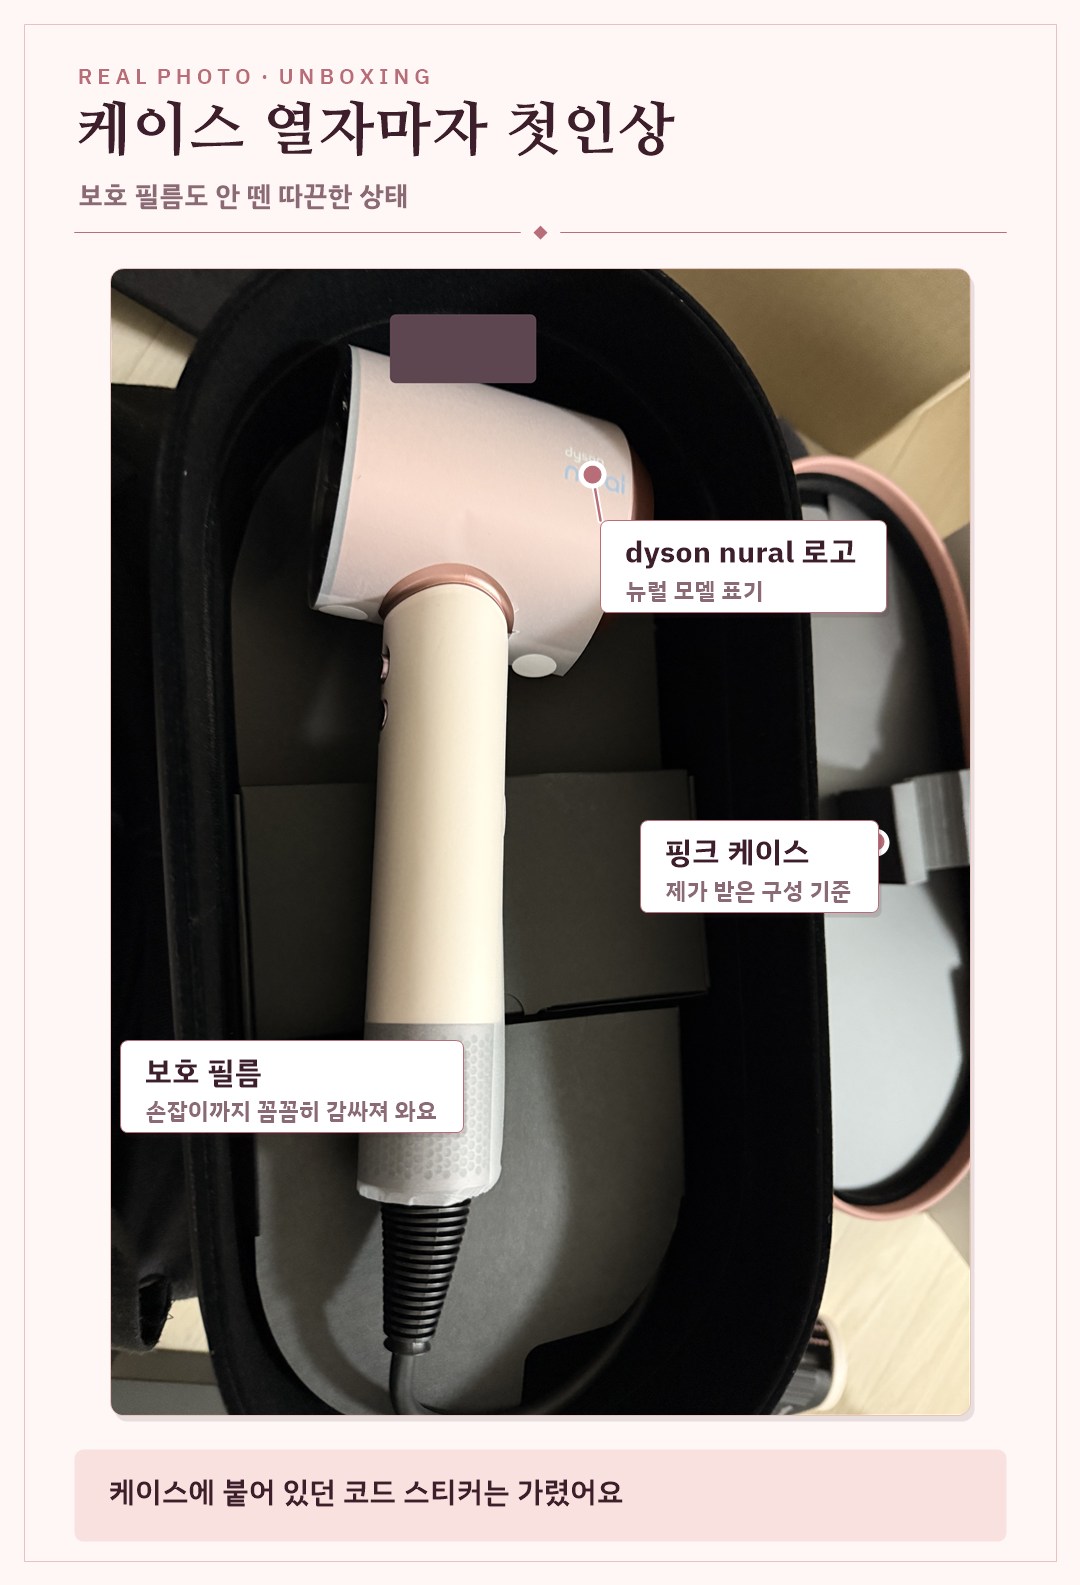 REAL PHOTO · UNBOXING
케이스 열자마자 첫인상
보호 필름도 안 뗀 따끈한 상태
dyson
dyson nural 로고
뉴럴 모델 표기
핑크 케이스
제가 받은 구성 기준
보호 필름
손잡이까지 꼼꼼히 감싸져 와요
케이스에 붙어 있던 코드 스티커는 가렸어요